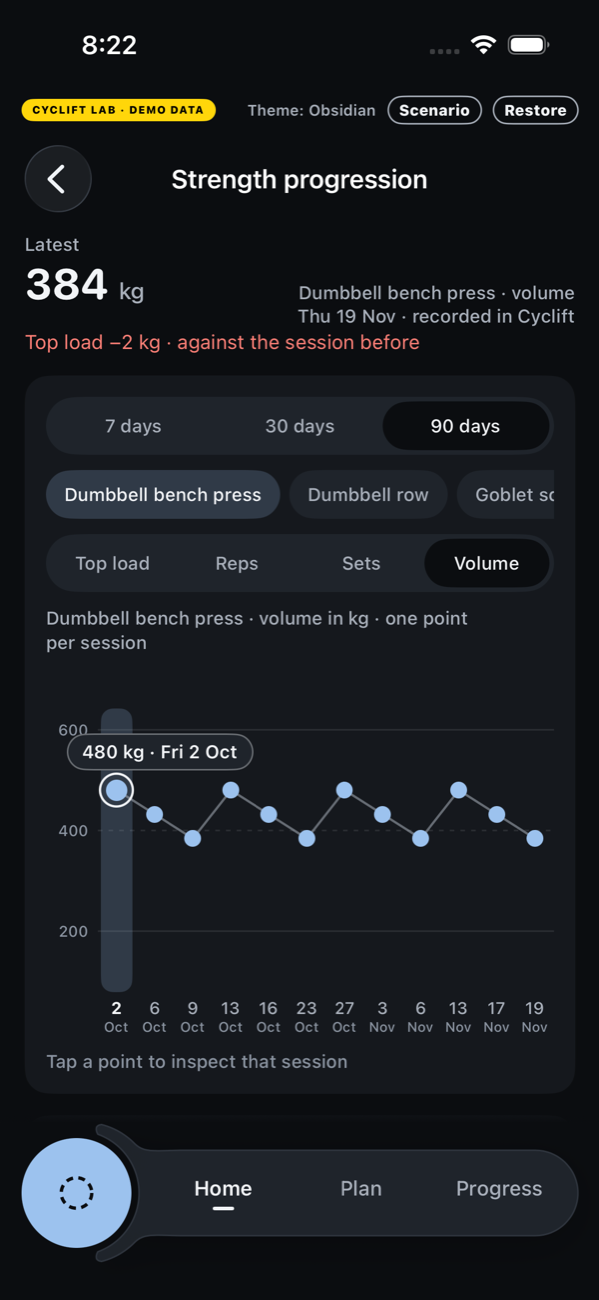 8:22
CYCLIFT LAB · DEMO DATA
Theme: Obsidian
Scenario
Restore
Strength progression
Latest
384 kg
Dumbbell bench press · volume
Thu 19 Nov · recorded in Cyclift
Top load −2 kg · against the session before
7 days
30 days
90 days
Dumbbell bench press
Dumbbell row
Goblet
Top load
Reps
Sets
Volume
Dumbbell bench press · volume in kg · one point
per session
600
480 kg · Fri 2 Oct
400
200
2 6 9 13 16 23 27 3 6 13 17 19
Oct Oct Oct Oct Oct Oct Oct Nov Nov Nov Nov Nov
Tap a point to inspect that session
Home
Plan
Progress